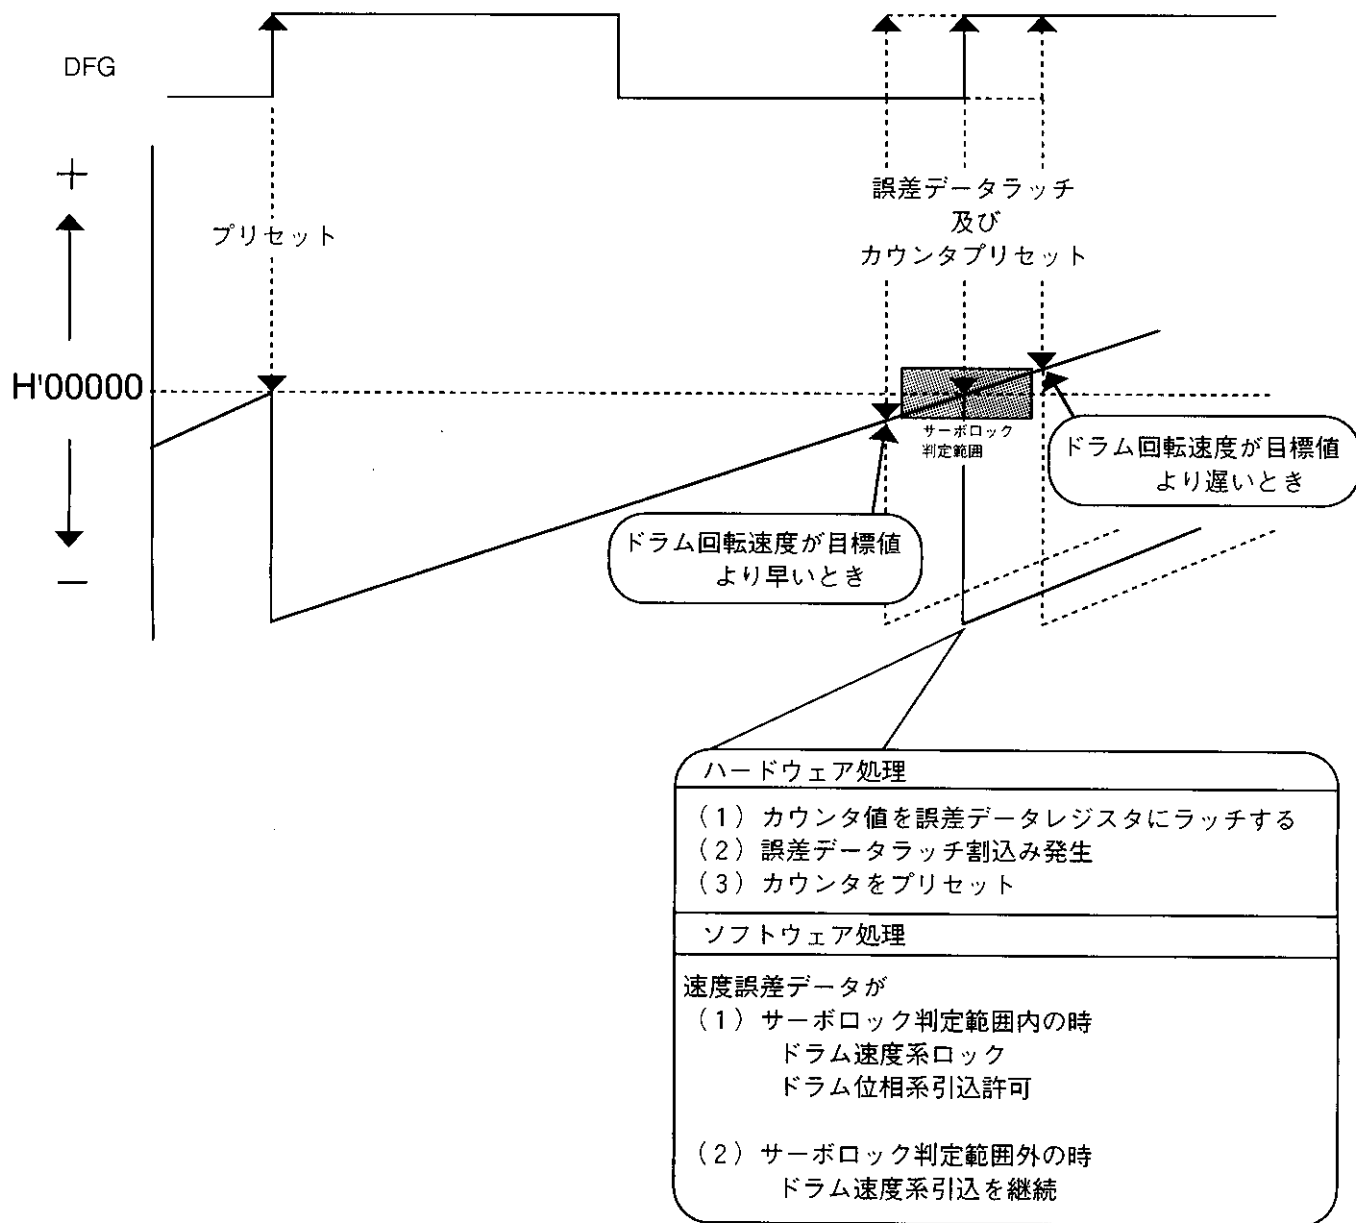 DFG
+
プリセット
誤差データラッチ
及び
カウンタプリセット
H'00000
サーボロック
判定範囲
ドラム回転速度が目標値
より遅いとき
ドラム回転速度が目標値
より早いとき
−
ハードウェア処理
(1) カウンタ値を誤差データレジスタにラッチする
(2) 誤差データラッチ割込み発生
(3) カウンタをプリセット
ソフトウェア処理
速度誤差データが
(1) サーボロック判定範囲内の時
ドラム速度系ロック
ドラム位相系引込許可
(2) サーボロック判定範囲外の時
ドラム速度系引込を継続